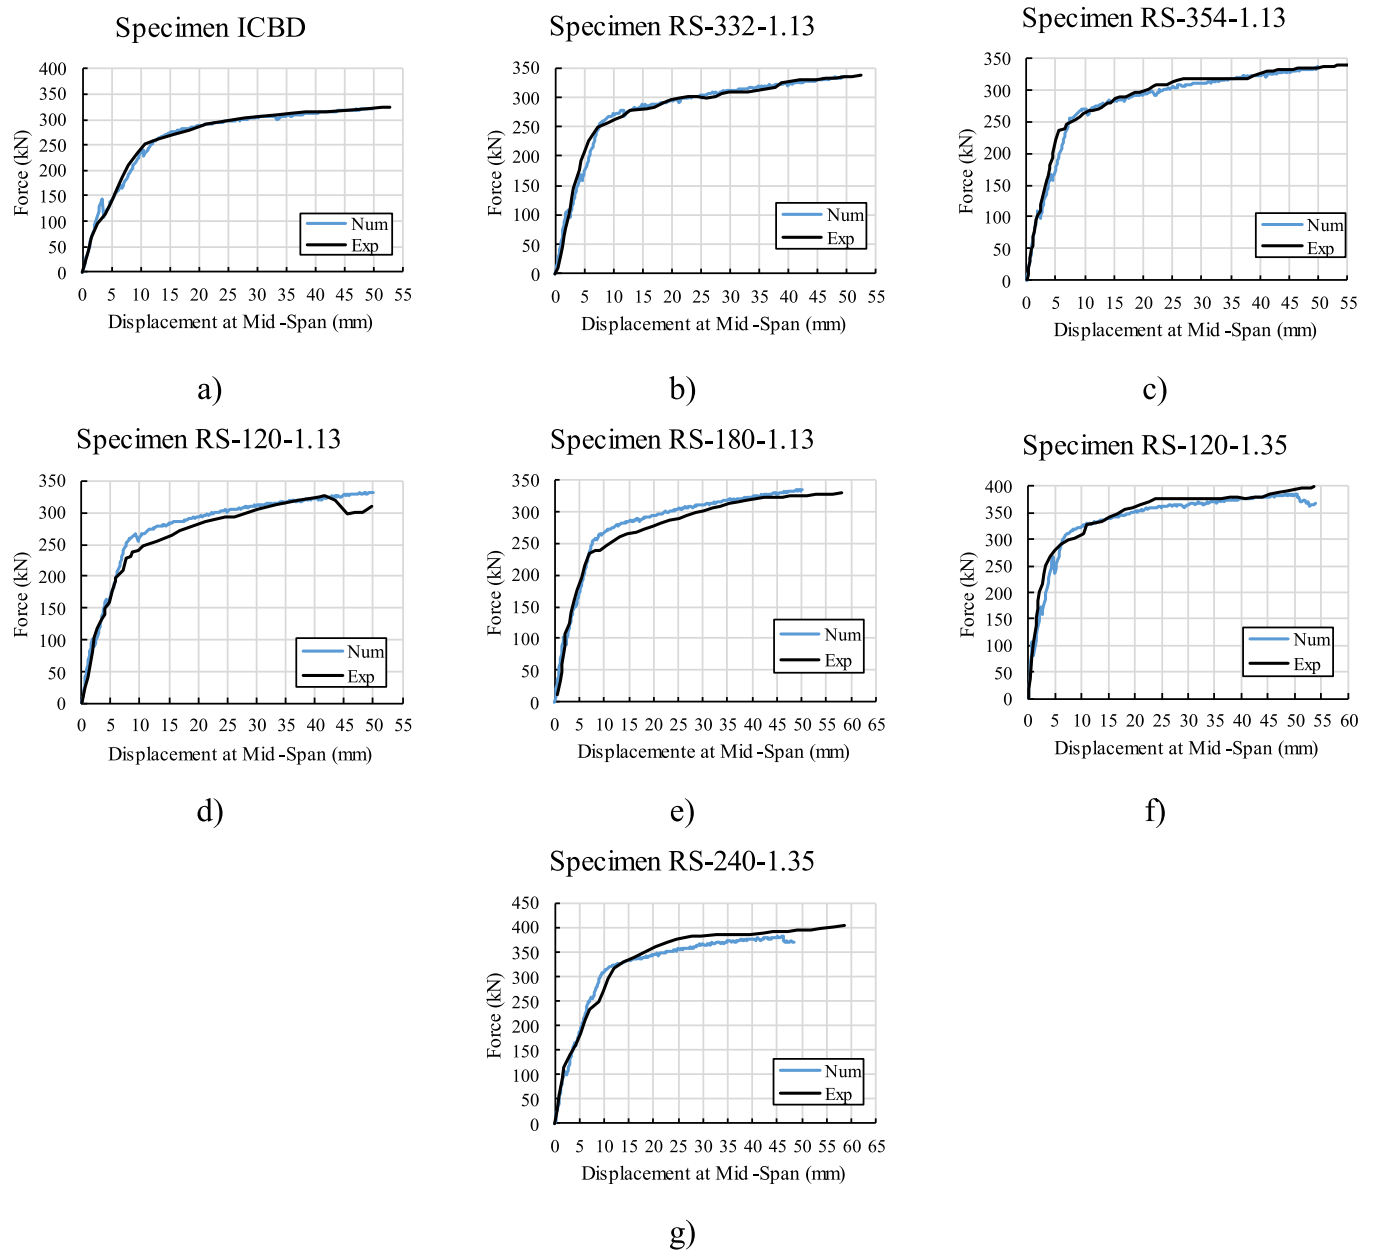 Specimen ICBD
400
350
300
250
200
150
100
50
0
Force (kN)
Num
Exp
0 5 10 15 20 25 30 35 40 45 50 55
Displacement at Mid -Span (mm)
a)
Specimen RS-332-1.13
350
300
250
200
150
100
50
0
Force (kN)
Num
Exp
0 5 10 15 20 25 30 35 40 45 50 55
Displacement at Mid -Span (mm)
b)
Specimen RS-354-1.13
350
300
250
200
150
100
50
0
Force (kN)
Num
Exp
0 5 10 15 20 25 30 35 40 45 50 55
Displacement at Mid -Span (mm)
c)
Specimen RS-120-1.13
350
300
250
200
150
100
50
0
Force (kN)
Num
Exp
0 5 10 15 20 25 30 35 40 45 50 55
Displacement at Mid -Span (mm)
d)
Specimen RS-180-1.13
350
300
250
200
150
100
50
0
Force (kN)
Num
Exp
0 5 10 15 20 25 30 35 40 45 50 55 60 65
Displacemente at Mid -Span (mm)
e)
Specimen RS-120-1.35
400
350
300
250
200
150
100
50
0
Force (kN)
Num
Exp
0 5 10 15 20 25 30 35 40 45 50 55 60
Displacement at Mid -Span (mm)
f)
Specimen RS-240-1.35
450
400
350
300
250
200
150
100
50
0
Force (kN)
Num
Exp
0 5 10 15 20 25 30 35 40 45 50 55 60 65
Displacement at Mid -Span (mm)
g)